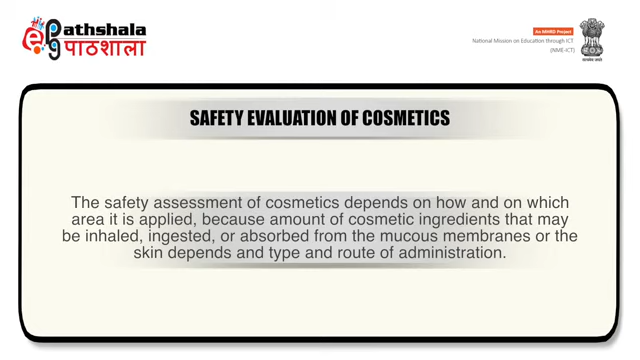 e Pathshala
पाठशाला
An MHRD Project
National Mission on Education through ICT
(NME-ICT)
सत्यमेव जयते
SAFETY EVALUATION OF COSMETICS
The safety assessment of cosmetics depends on how and on which
area it is applied, because amount of cosmetic ingredients that may
be inhaled, ingested, or absorbed from the mucous membranes or the
skin depends and type and route of administration.